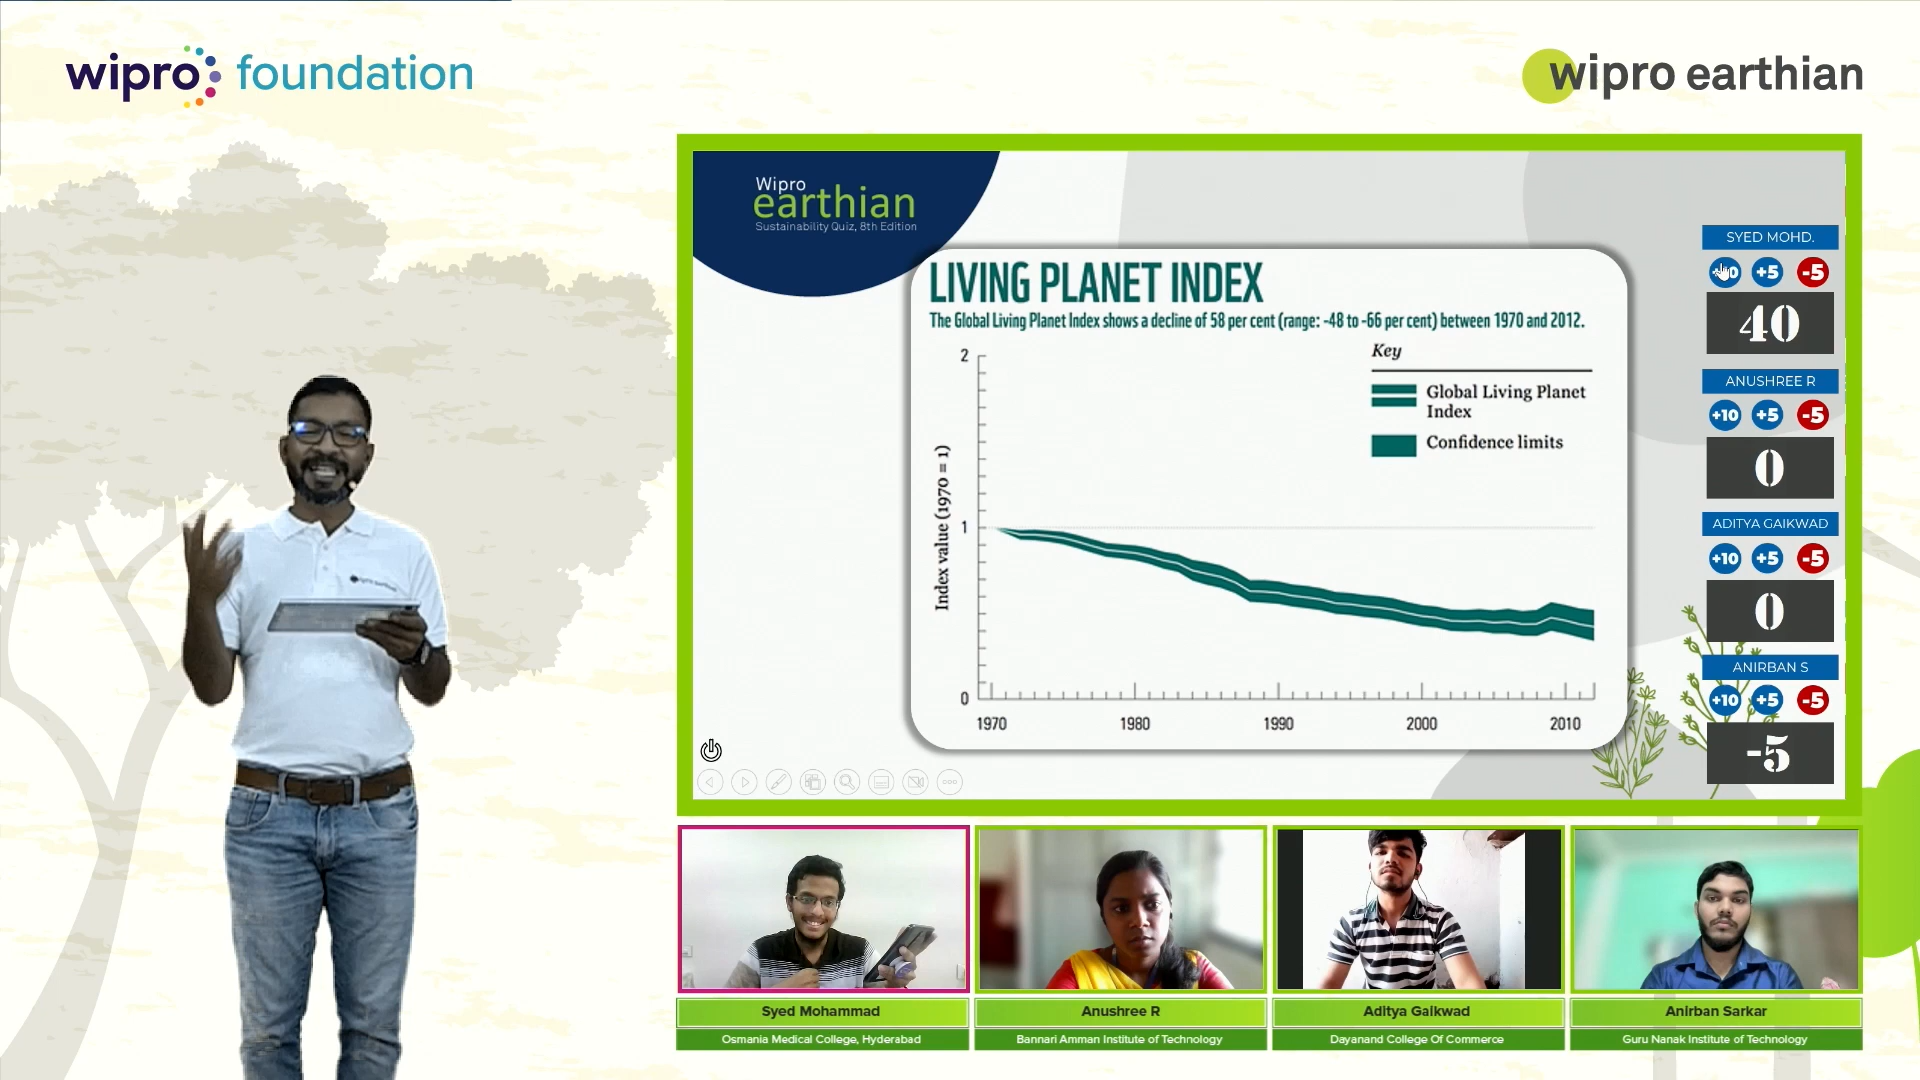 wipro foundation
wipro earthian
Wipro
earthian
Sustainability Quiz, 8th Edition
LIVING PLANET INDEX
The Global Living Planet Index shows a decline of 58 per cent (range: -48 to -66 per cent) between 1970 and 2012.
Key
Global Living Planet
Index
Confidence limits
Index value (1970 = 1)
2
1
0
1970
1980
1990
2000
2010
SYED MOHD.
+5
-5
40
ANUSHREE R
+10
+5
-5
0
ADITYA GAIKWAD
+10
+5
-5
0
ANIRBAN S
+10
+5
-5
-5
Syed Mohammad
Osmania Medical College, Hyderabad
Anushree R
Bannari Amman Institute of Technology
Aditya Gaikwad
Dayanand College Of Commerce
Anirban Sarkar
Guru Nanak Institute of Technology